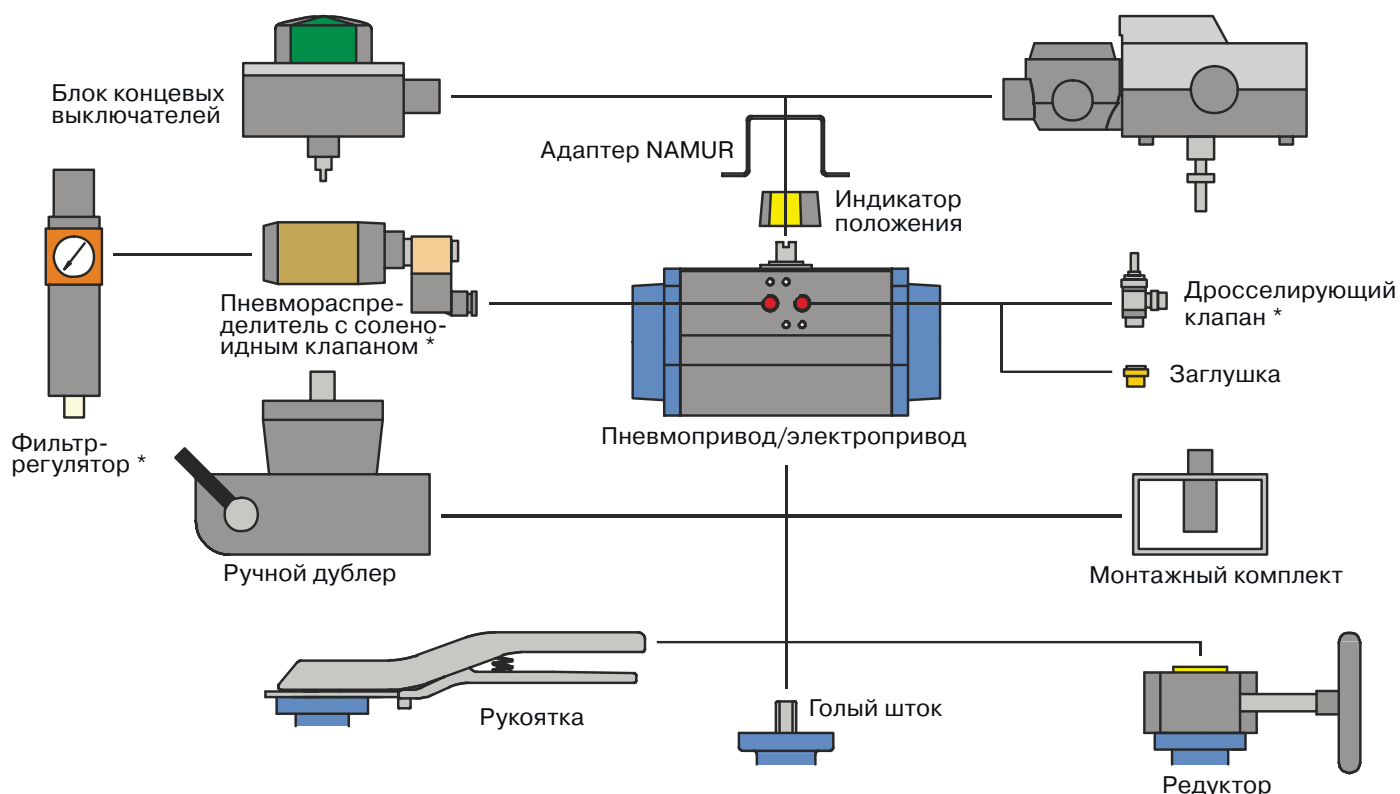 Блок концевых
выключателей
Адаптер NAMUR
Индикатор
положения
Пневмораспре-
делитель с солено-
идным клапаном *
Дросселирующий
клапан *
Заглушка
Пневмопривод/электропривод
Фильтр-
регулятор *
Ручной дублер
Монтажный комплект
Рукоятка
Голый шток
Редуктор